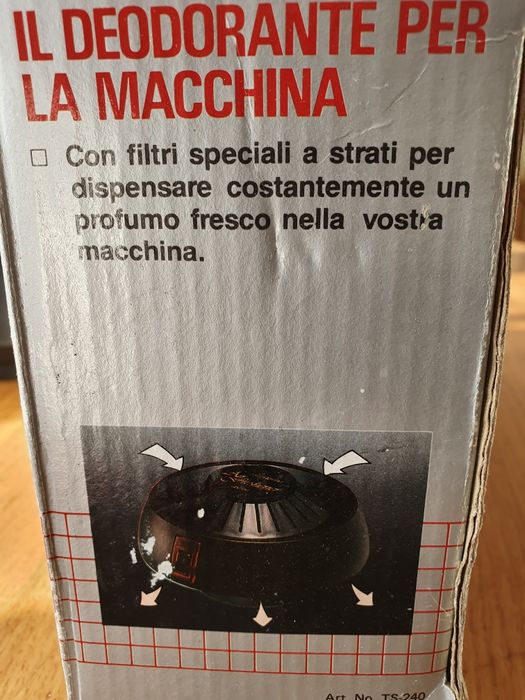 IL DEODORANTE PER
LA MACCHINA
Con filtri speciali a strati per
dispensare costantemente un
profumo fresco nella vostra
macchina.
Art. No. TS-240